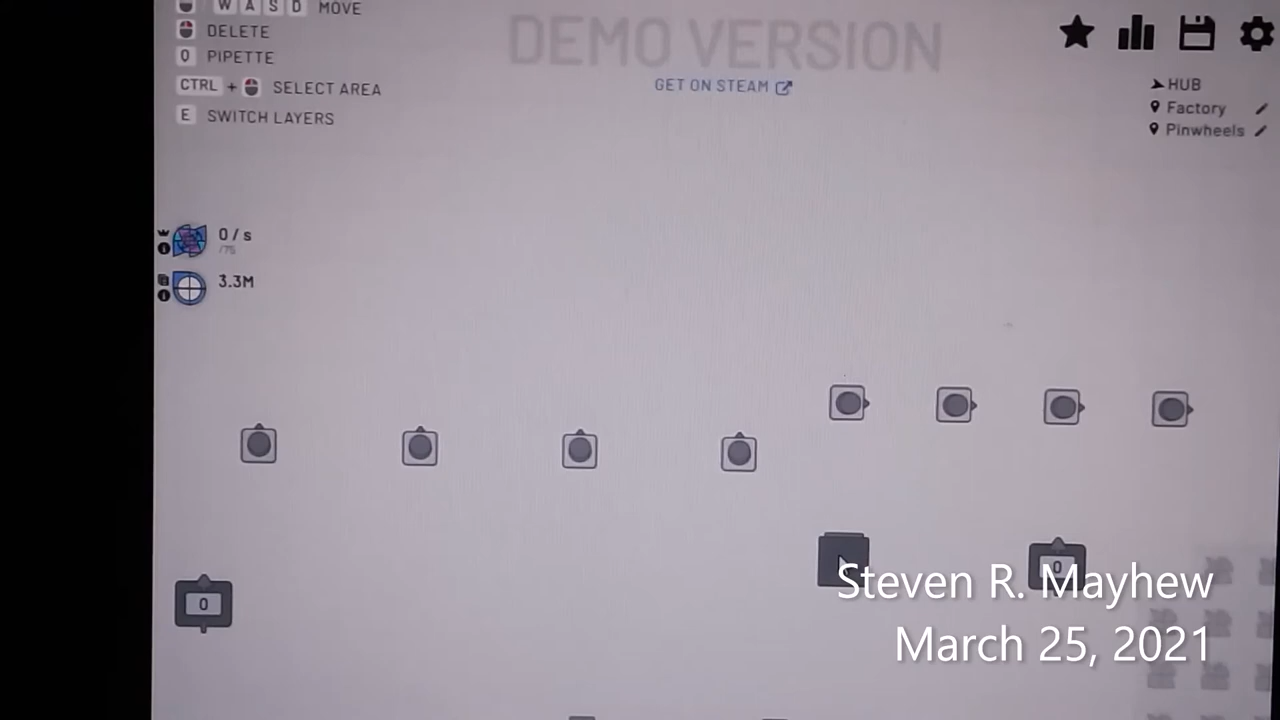 W A S D MOVE
DELETE
Q PIPETTE
CTRL + SELECT AREA
E SWITCH LAYERS
DEMO VERSION
GET ON STEAM
HUB
Factory
Pinwheels
0 / s
/75
3.3M
0
0
Steven R. Mayhew
March 25, 2021